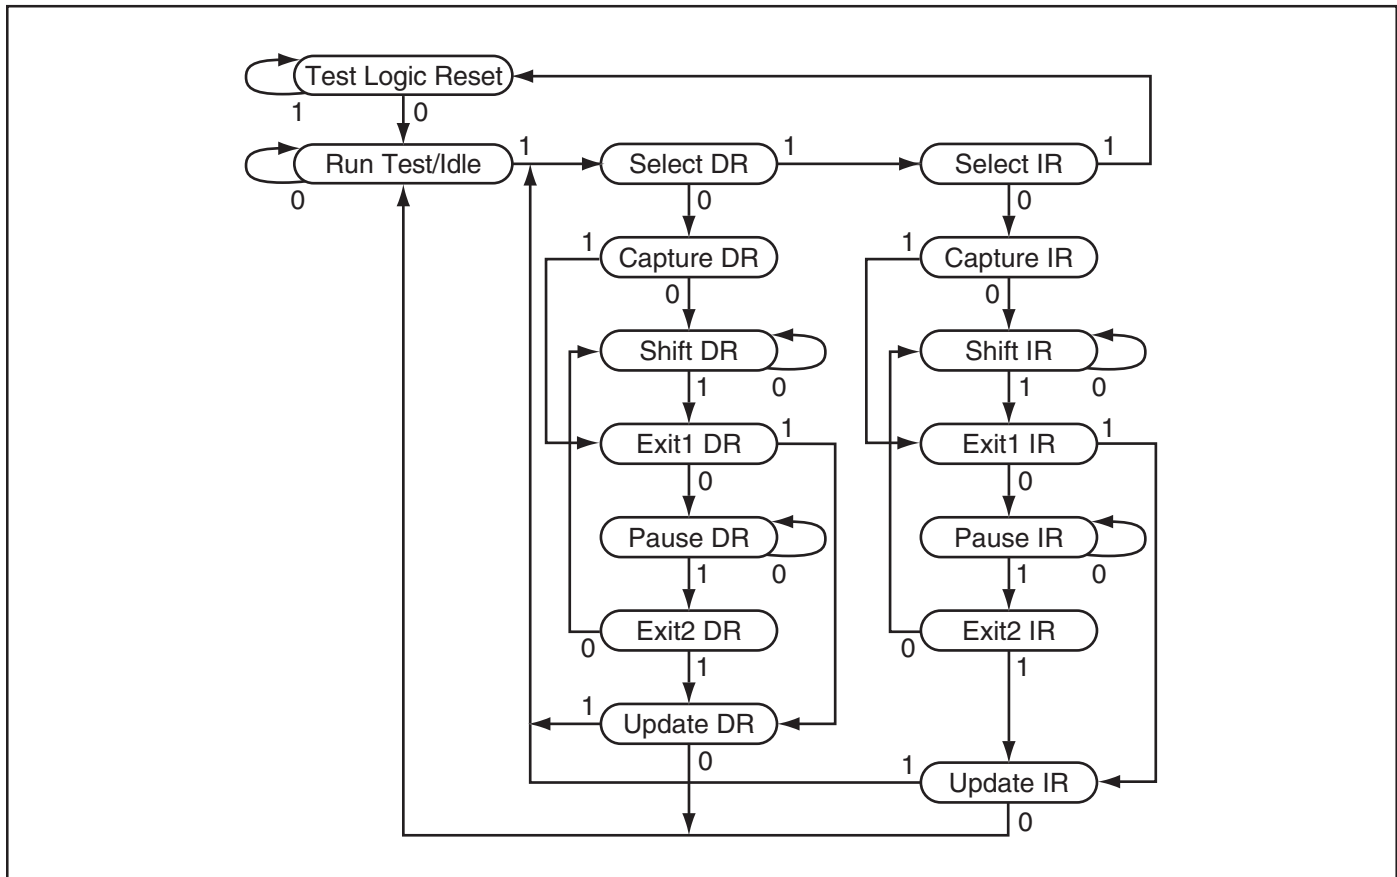 Test Logic Reset
1
0
Run Test/Idle
1
Select DR
1
Select IR
1
0
0
0
1
Capture DR
1
Capture IR
0
0
Shift DR
Shift IR
1
0
1
0
Exit1 DR
1
Exit1 IR
1
0
0
Pause DR
Pause IR
1
0
1
0
Exit2 DR
Exit2 IR
0
1
0
1
1
Update DR
0
1
Update IR
0